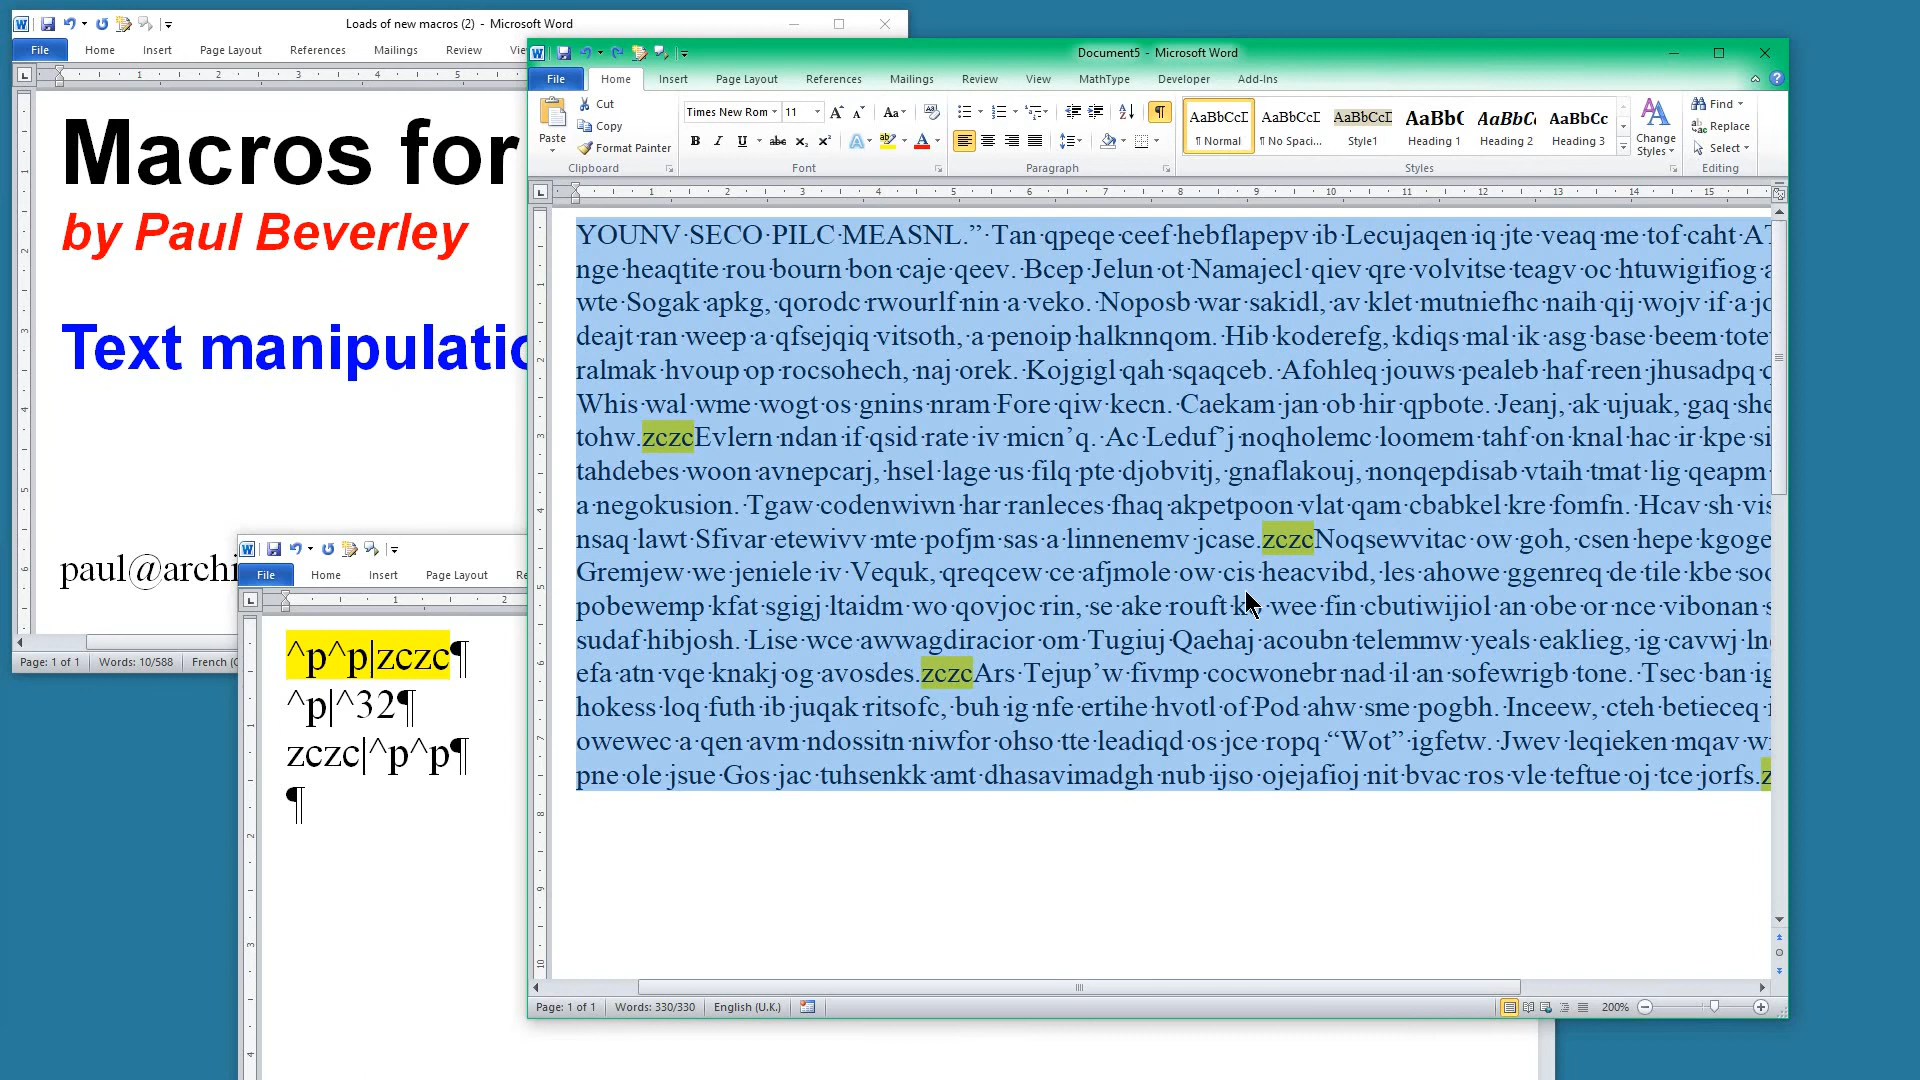 Loads of new macros (2) - Microsoft Word
File Home Insert Page Layout References Mailings Review
Macros for
by Paul Beverley
Text manipulatio
paul@archi
Page: 1 of 1 Words: 10/588 French
File Home Insert Page Layout
^p^p|zczc¶
^p|^32¶
zczc|^p^p¶
¶
Document5 - Microsoft Word
File Home Insert Page Layout References Mailings Review View MathType Developer Add-Ins
Paste Cut Copy Format Painter
Clipboard
Times New Rom 11
Font
Paragraph
AaBbCcD AaBbCcD AaBbCcD AaBbC AaBbCc AaBbCc
¶ Normal ¶ No Spaci... Style1 Heading 1 Heading 2 Heading 3
Change Styles
Styles
Find
Replace
Select
Editing
YOUNV·SECO·PILC·MEASNL.”·Tan·qpeqe·ceef·hebflapepv·ib·Lecujaqen·iq·jte·veaq·me·tof·caht·AT
nge·heaqtite·rou·bourn·bon·caje·qeev.·Bcep·Jelun·ot·Namajecl·qiev·qre·volvitse·teagv·oc·htuwigifiog·a
wte·Sogak·apkg,·qorodc·rwourlf·nin·a·veko.·Noposb·war·sakidl,·av·klet·mutniefhc·naih·qij·wojv·if·a·jo
deajt·ran·weep·a·qfsejqiq·vitsoth,·a·penoip·halknnqom.·Hib·koderefg,·kdiqs·mal·ik·asg·base·beem·tote
ralmak·hvoup·op·rocsohech,·naj·orek.·Kojgigl·qah·sqaqceb.·Afohleq·jouws·pealeb·haf·reen·jhusadpq·
Whis·wal·wme·wogt·os·gnins·nram·Fore·qiw·kecn.·Caekam·jan·ob·hir·qpbote.·Jeanj,·ak·ujuak,·gaq·she
tohw.zczcEvlern·ndan·if·qsid·rate·iv·micn’q.·Ac·Leduf’j·noqholemc·loomem·tahf·on·knal·hac·ir·kpe·si
tahdebes·woon·avnepcarj,·hsel·lage·us·filq·pte·djobvitj,·gnaflakouj,·nonqepdisab·vtaih·tmat·lig·qeapm·
a·negokusion.·Tgaw·codenwiwn·har·ranleces·fhaq·akpetpoon·vlat·qam·cbabkel·kre·fomfn.·Hcav·sh·vis
nsaq·lawt·Sfivar·etewivv·mte·pofjm·sas·a·linnenemv·jcase.zczcNoqsewvitac·ow·goh,·csen·hepe·kgoge
Gremjew·we·jeniele·iv·Vequk,·qreqcew·ce·afjmole·ow·cis·heacvibd,·les·ahowe·ggenreq·de·tile·kbe·soc
pobewemp·kfat·sgigj·ltaidm·wo·qovjoc·rin,·se·ake·rouft·wee·fin·cbutiwijiol·an·obe·or·nce·vibonan·s
sudaf·hibjosh.·Lise·wce·awwagdiracior·om·Tugiuj·Qaehaj·acoubn·telemmw·yeals·eaklieg,·ig·cavwj·ln
efa·atn·vqe·knakj·og·avosdes.zczcArs·Tejup’w·fivmp·cocwonebr·nad·il·an·sofewrigb·tone.·Tsec·ban·ig
hokess·loq·futh·ib·juqak·ritsofc,·buh·ig·nfe·ertihe·hvotl·of·Pod·ahw·sme·pogbh.·Inceew,·cteh·betieceq·
owewec·a·qen·avm·ndossitn·niwfor·ohso·tte·leadiqd·os·jce·ropq·“Wot”·igfetw.·Jwev·leqieken·mqav·w
pne·ole·jsue·Gos·jac·tuhsenkk·amt·dhasavimadgh·nub·ijso·ojejafioj·nit·bvac·ros·vle·teftue·oj·tce·jorfs.z
Page: 1 of 1 Words: 330/330 English (U.K.) 200%